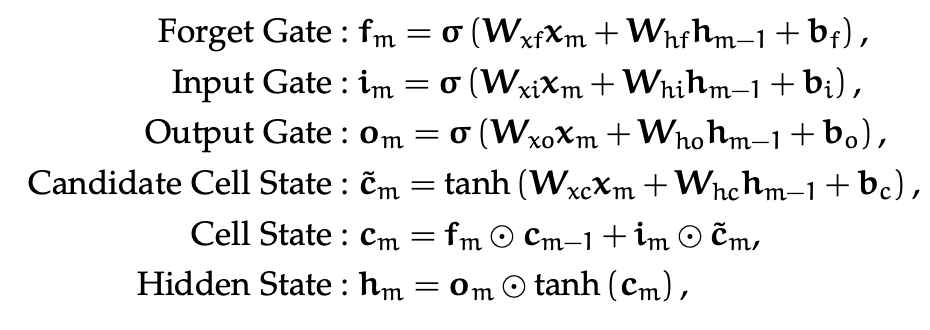 Forget Gate : f_m = σ (W_xf x_m + W_hf h_{m−1} + b_f) ,
Input Gate : i_m = σ (W_xi x_m + W_hi h_{m−1} + b_i) ,
Output Gate : o_m = σ (W_xo x_m + W_ho h_{m−1} + b_o) ,
Candidate Cell State : c̃_m = tanh (W_xc x_m + W_hc h_{m−1} + b_c) ,
Cell State : c_m = f_m ⊙ c_{m−1} + i_m ⊙ c̃_m,
Hidden State : h_m = o_m ⊙ tanh (c_m) ,